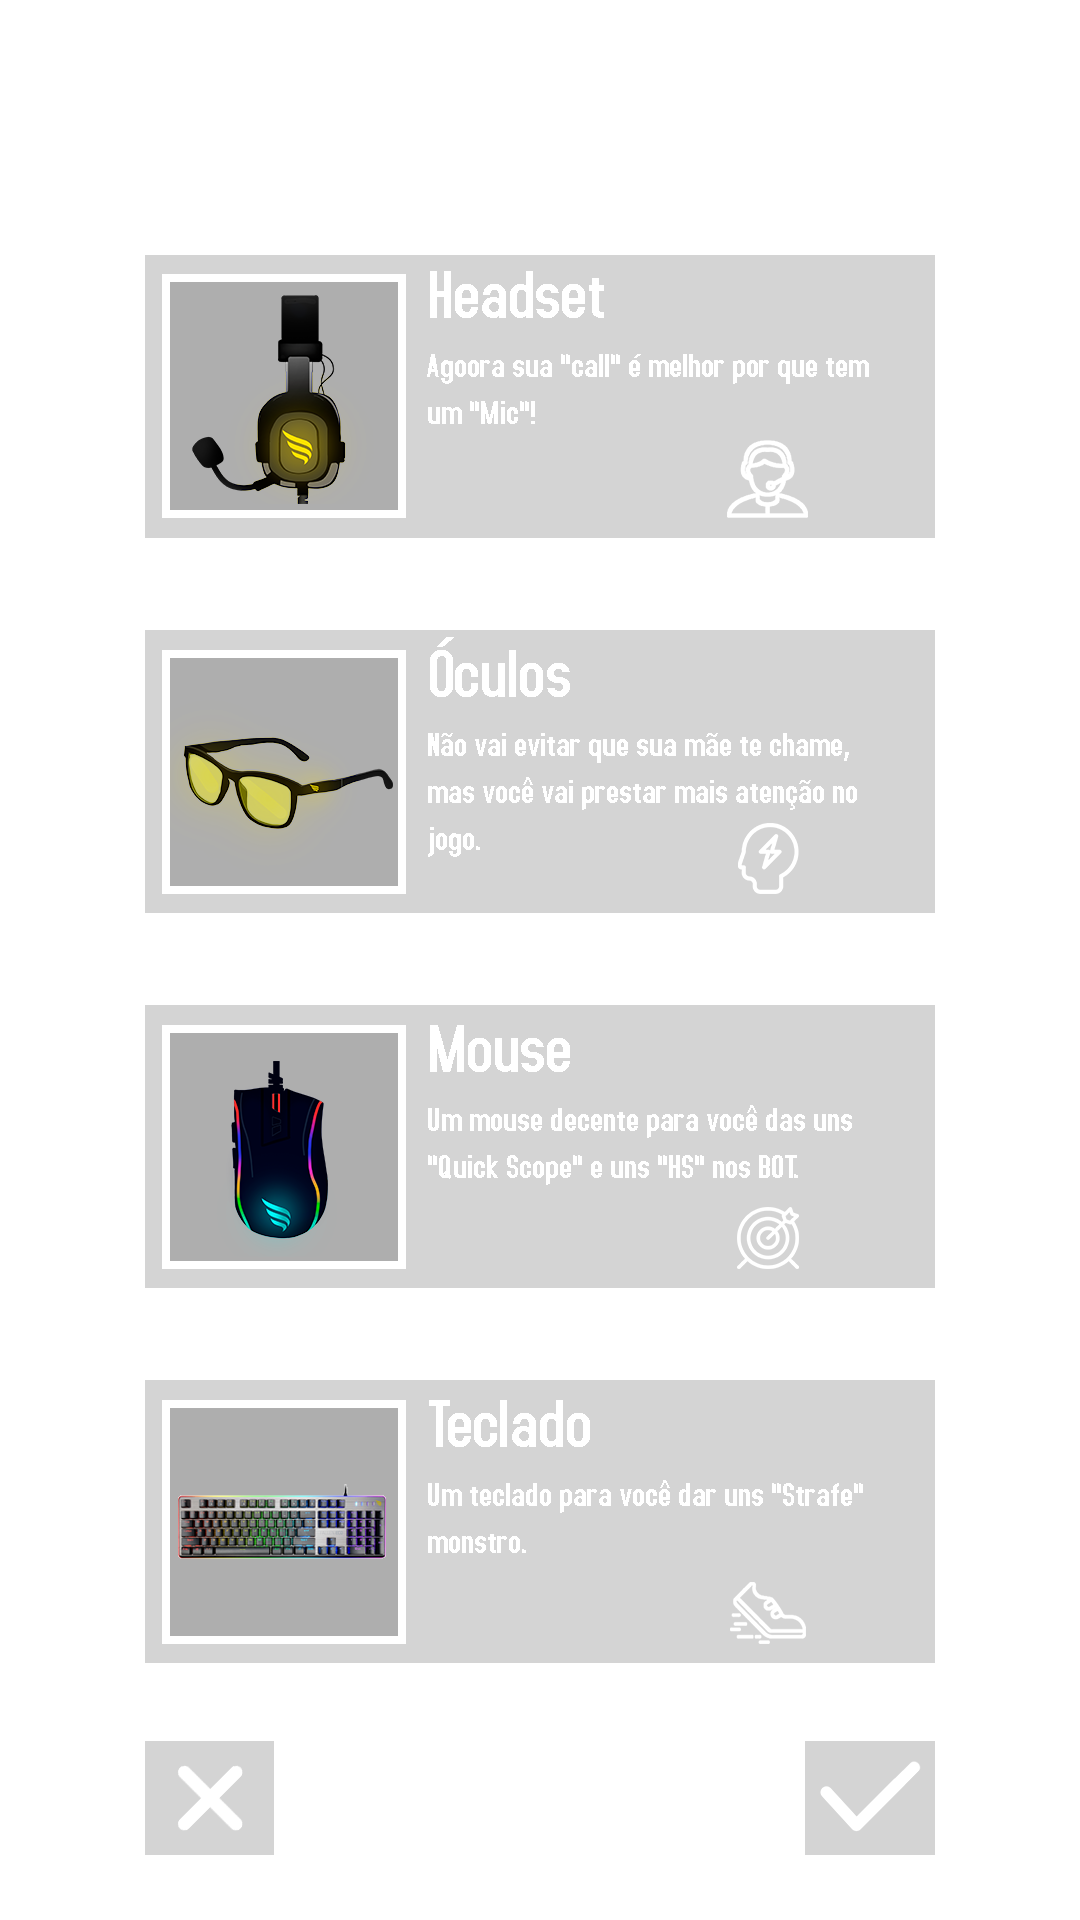 Headset
Agoora sua "call" é melhor por que tem
um "Mic"!
Óculos
Não vai evitar que sua mãe te chame,
mas você vai prestar mais atenção no
jogo.
Mouse
Um mouse decente para você das uns
"Quick Scope" e uns "HS" nos BOT.
Teclado
Um teclado para você dar uns "Strafe"
monstro.